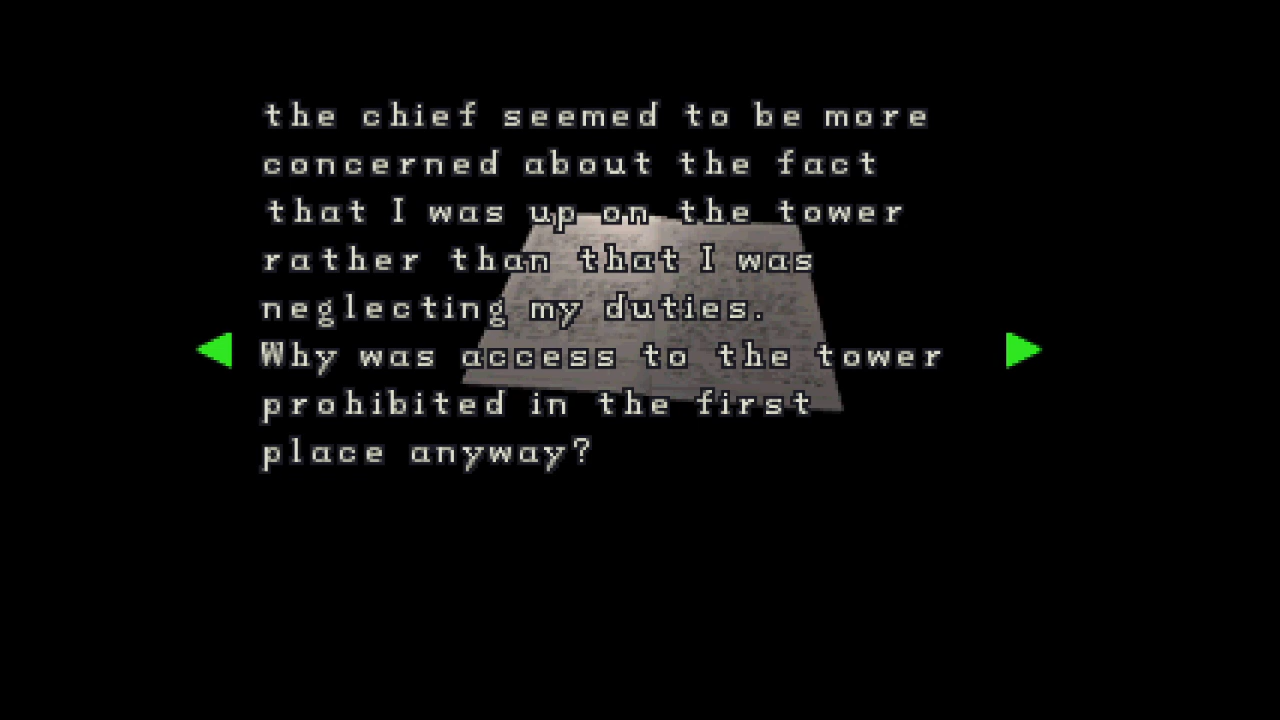 the chief seemed to be more
concerned about the fact
that I was up on the tower
rather than that I was
neglecting my duties.
Why was access to the tower
prohibited in the first
place anyway?